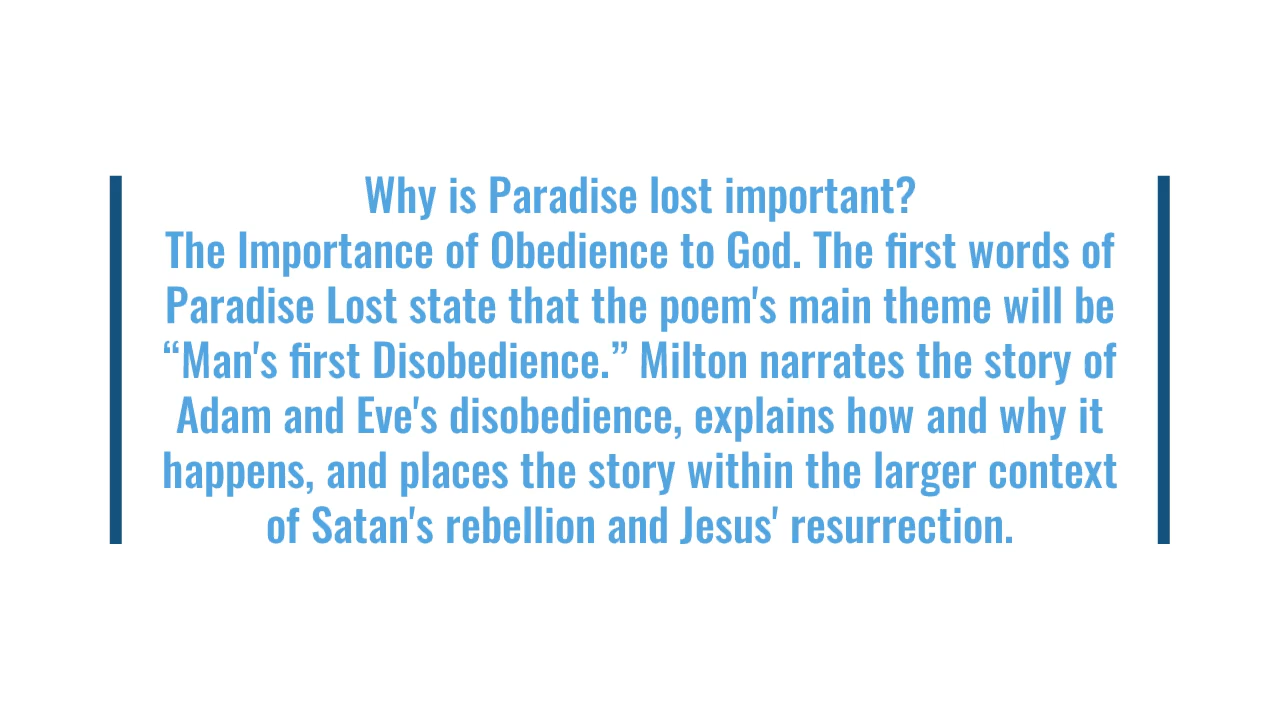 Why is Paradise lost important?
The Importance of Obedience to God. The first words of
Paradise Lost state that the poem's main theme will be
“Man's first Disobedience.” Milton narrates the story of
Adam and Eve's disobedience, explains how and why it
happens, and places the story within the larger context
of Satan's rebellion and Jesus' resurrection.